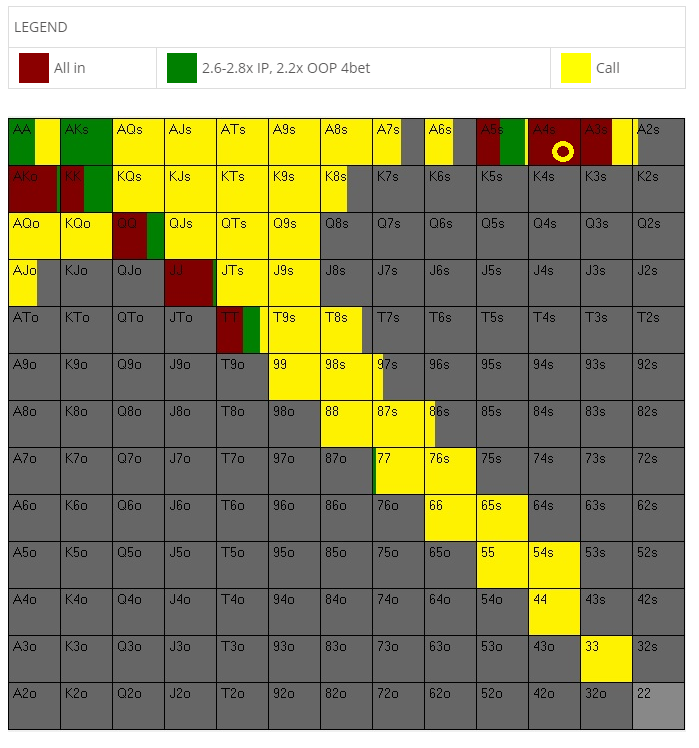 LEGEND
All in
2.6-2.8x IP, 2.2x OOP 4bet
Call
AA AKs AQs AJs ATs A9s A8s A7s A6s A5s A4s A3s A2s
AKo KK KQs KJs KTs K9s K8s K7s K6s K5s K4s K3s K2s
AQo KQo QQ QJs QTs Q9s Q8s Q7s Q6s Q5s Q4s Q3s Q2s
AJo KJo QJo JJ JTs J9s J8s J7s J6s J5s J4s J3s J2s
ATo KTo QTo JTo TT T9s T8s T7s T6s T5s T4s T3s T2s
A9o K9o Q9o J9o T9o 99 98s 97s 96s 95s 94s 93s 92s
A8o K8o Q8o J8o T8o 98o 88 87s 86s 85s 84s 83s 82s
A7o K7o Q7o J7o T7o 97o 87o 77 76s 75s 74s 73s 72s
A6o K6o Q6o J6o T6o 96o 86o 76o 66 65s 64s 63s 62s
A5o K5o Q5o J5o T5o 95o 85o 75o 65o 55 54s 53s 52s
A4o K4o Q4o J4o T4o 94o 84o 74o 64o 54o 44 43s 42s
A3o K3o Q3o J3o T3o 93o 83o 73o 63o 53o 43o 33 32s
A2o K2o Q2o J2o T2o 92o 82o 72o 62o 52o 42o 32o 22